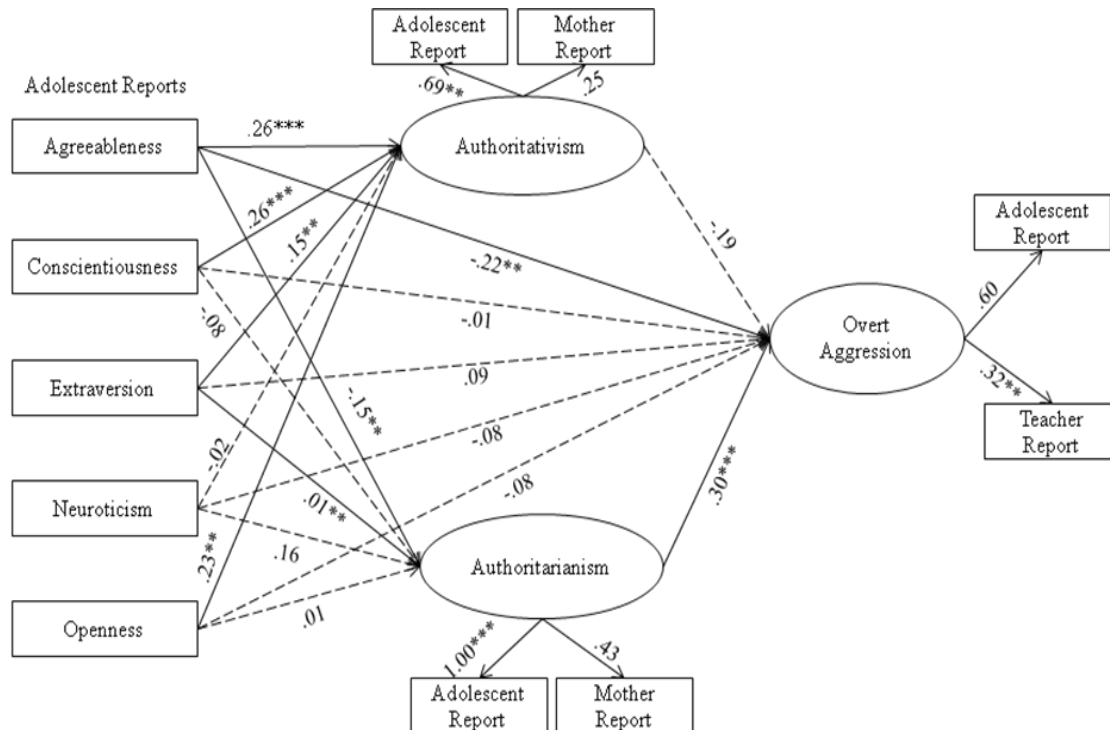 Adolescent
Report
Mother
Report
.69**
.25
Adolescent Reports
Agreeableness
.26***
Authoritativism
.26***
.15**
-.19
Adolescent
Report
Conscientiousness
-.22**
-.08
-.01
.60
Overt
Aggression
Extraversion
.09
.32**
-.15**
Teacher
Report
-.02
-.08
Neuroticism
.01**
-.08
.30***
.23**
.16
Authoritarianism
Openness
.01
1.00***
.43
Adolescent
Report
Mother
Report